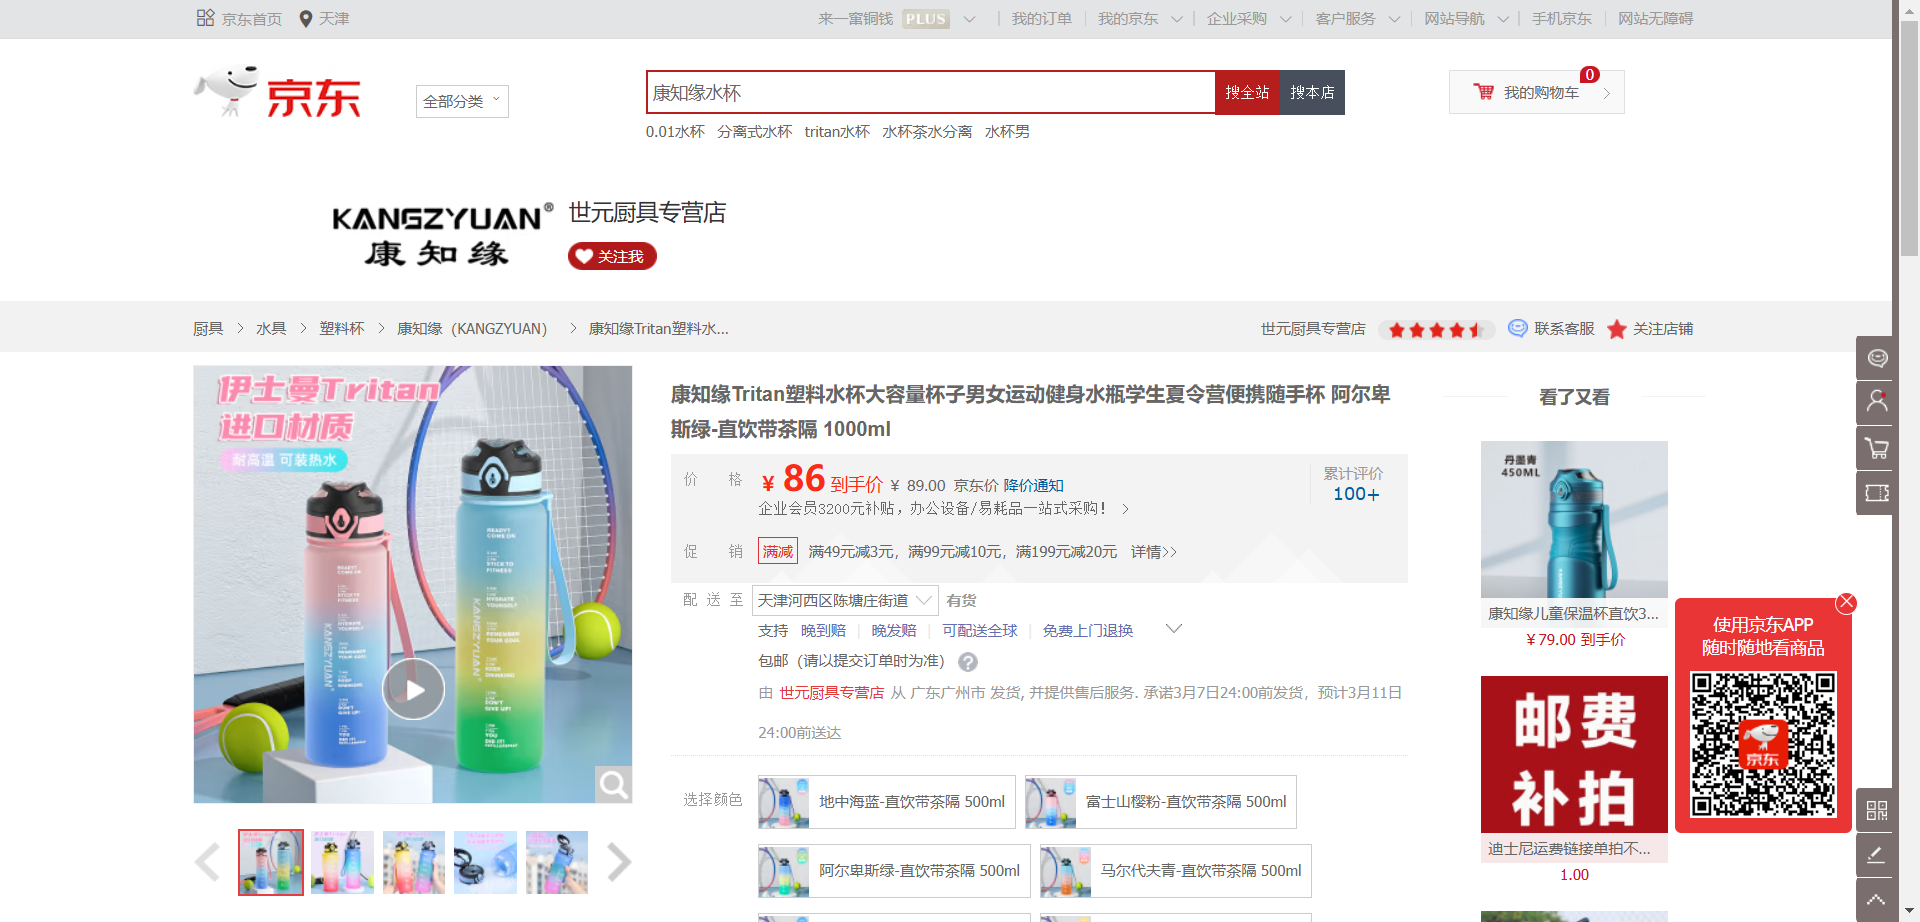 京东首页 天津 来一窜铜钱 PLUS 我的订单 我的京东 企业采购 客户服务 网站导航 手机京东 网站无障碍
京东 全部分类 康知缘水杯 搜全站 搜本店 我的购物车 0
0.01水杯 分离式水杯 tritan水杯 水杯茶水分离 水杯男
KANGZYUAN® 世元厨具专营店
康知缘 关注我
厨具 > 水具 > 塑料杯 > 康知缘（KANGZYUAN） > 康知缘Tritan塑料水... 世元厨具专营店 联系客服 关注店铺
伊士曼Tritan
进口材质
耐高温 可装热水
KANGZYUAN®
KANGZYUAN®
康知缘Tritan塑料水杯大容量杯子男女运动健身水瓶学生夏令营便携随手杯 阿尔卑
斯绿-直饮带茶隔 1000ml
价格 ￥ 86 到手价 ￥ 89.00 京东价 降价通知
累计评价
100+
企业会员3200元补贴，办公设备/易耗品一站式采购！ >
促销 满减 满49元减3元，满99元减10元，满199元减20元 详情>>
配送至 天津河西区陈塘庄街道 有货
支持 晚到赔 晚发赔 可配送全球 免费上门退换
包邮（请以提交订单时为准） ?
由 世元厨具专营店 从 广东广州市 发货, 并提供售后服务. 承诺3月7日24:00前发货，预计3月11日
24:00前送达
选择颜色 地中海蓝-直饮带茶隔 500ml 富士山樱粉-直饮带茶隔 500ml
阿尔卑斯绿-直饮带茶隔 500ml 马尔代夫青-直饮带茶隔 500ml
看了又看
丹墨青
450ML
康知缘儿童保温杯直饮3...
￥79.00 到手价
邮费
补拍
迪士尼运费链接单拍不...
1.00
使用京东APP
随时随地看商品
京东